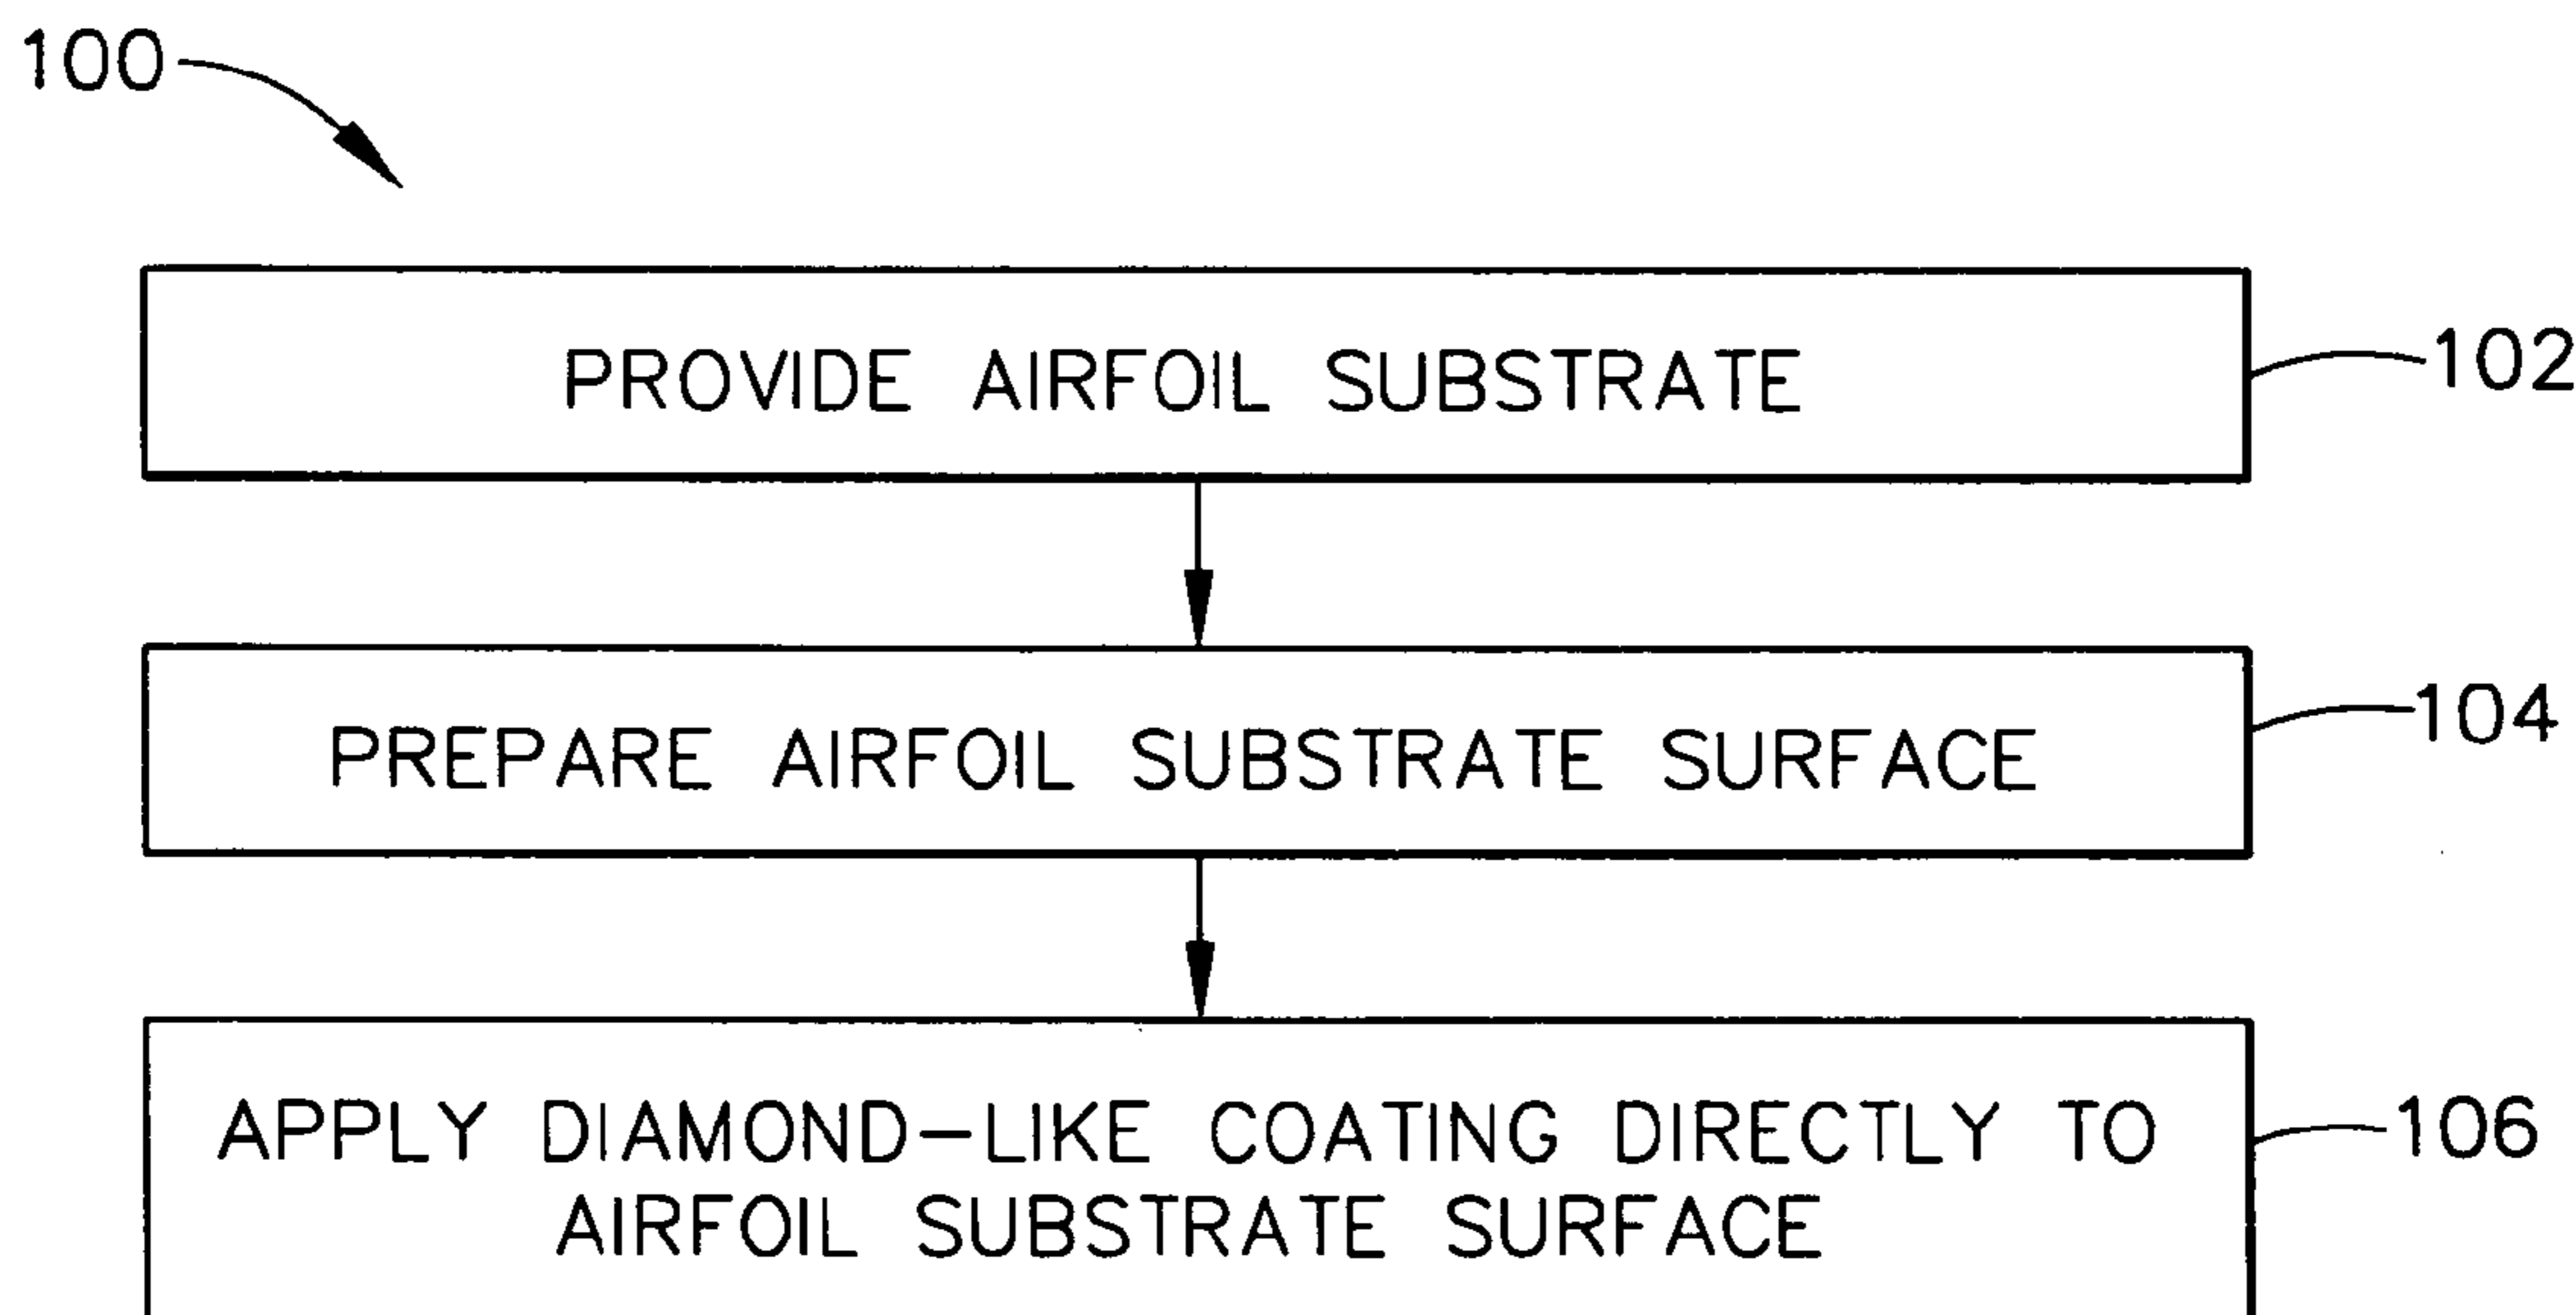 100
PROVIDE AIRFOIL SUBSTRATE
102
PREPARE AIRFOIL SUBSTRATE SURFACE
104
APPLY DIAMOND-LIKE COATING DIRECTLY TO
AIRFOIL SUBSTRATE SURFACE
106